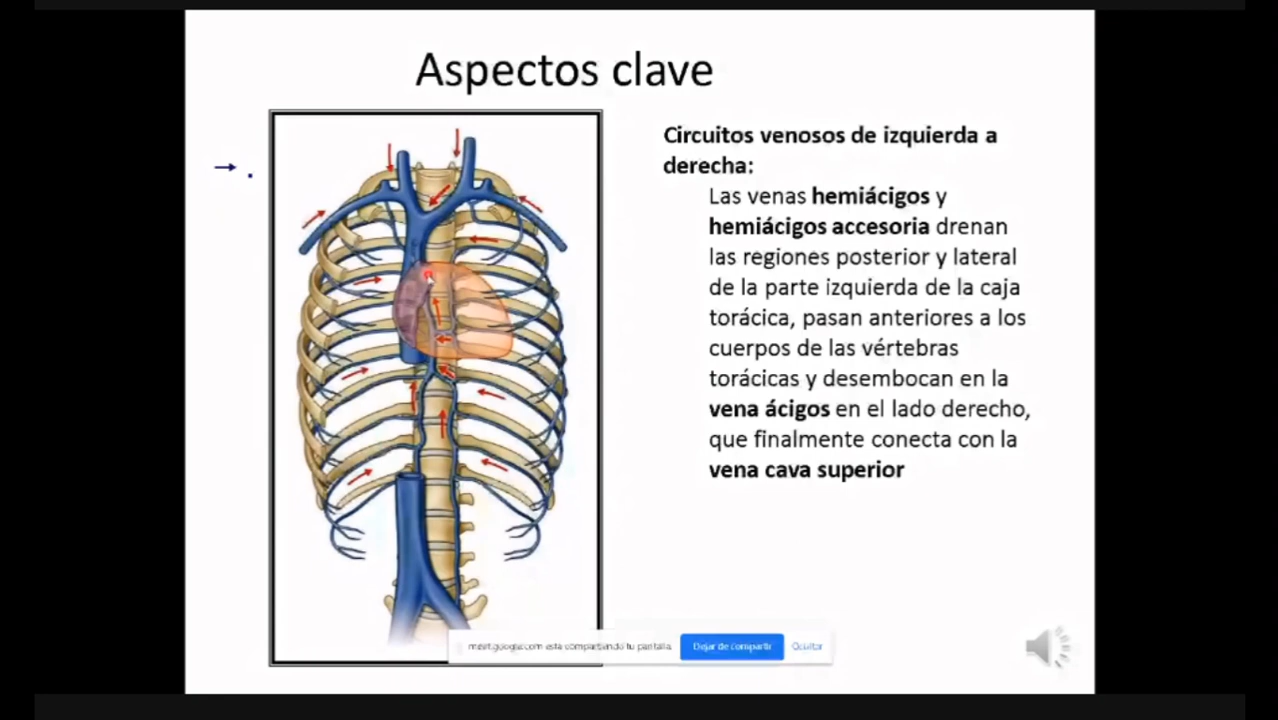 Aspectos clave
Circuitos venosos de izquierda a
derecha:
Las venas hemiácigos y
hemiácigos accesoria drenan
las regiones posterior y lateral
de la parte izquierda de la caja
torácica, pasan anteriores a los
cuerpos de las vértebras
torácicas y desembocan en la
vena ácigos en el lado derecho,
que finalmente conecta con la
vena cava superior
meet.google.com está compartiendo tu pantalla.
Dejar de compartir
Ocultar